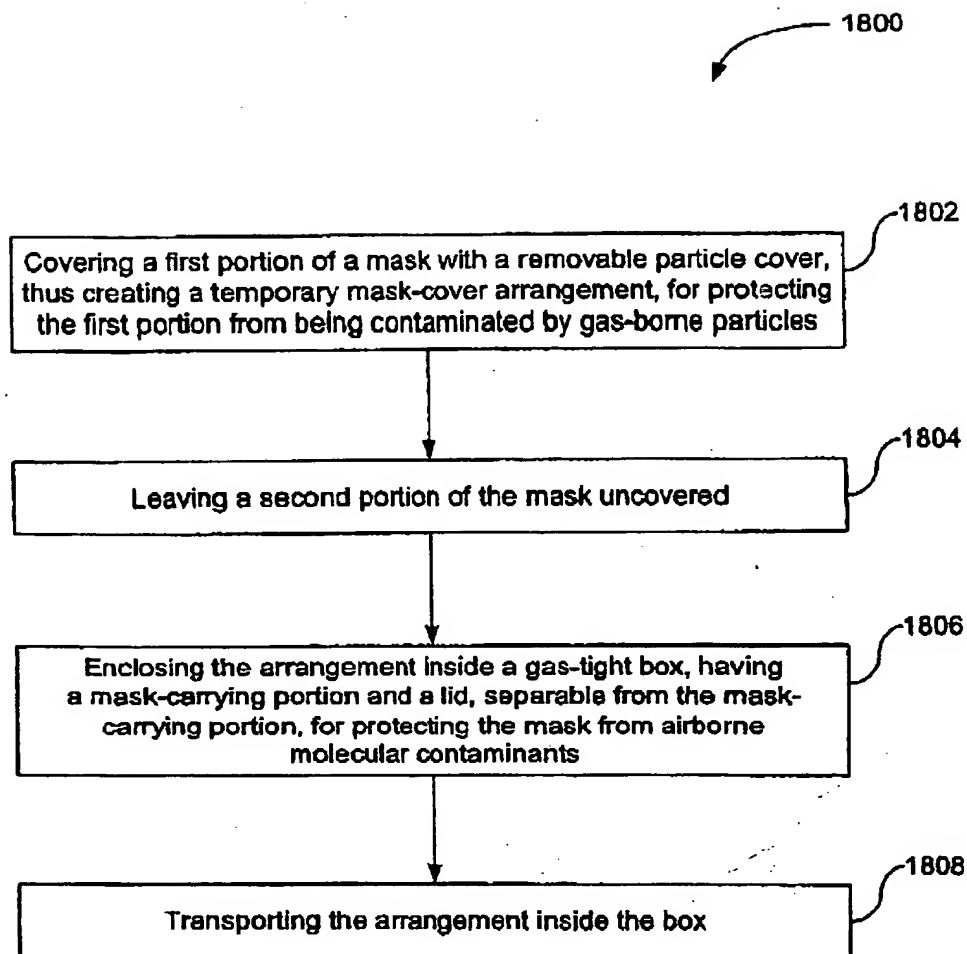 1800
1802
Covering a first portion of a mask with a removable particle cover,
thus creating a temporary mask-cover arrangement, for protecting
the first portion from being contaminated by gas-borne particles
1804
Leaving a second portion of the mask uncovered
1806
Enclosing the arrangement inside a gas-tight box, having
a mask-carrying portion and a lid, separable from the mask-
carrying portion, for protecting the mask from airborne
molecular contaminants
1808
Transporting the arrangement inside the box